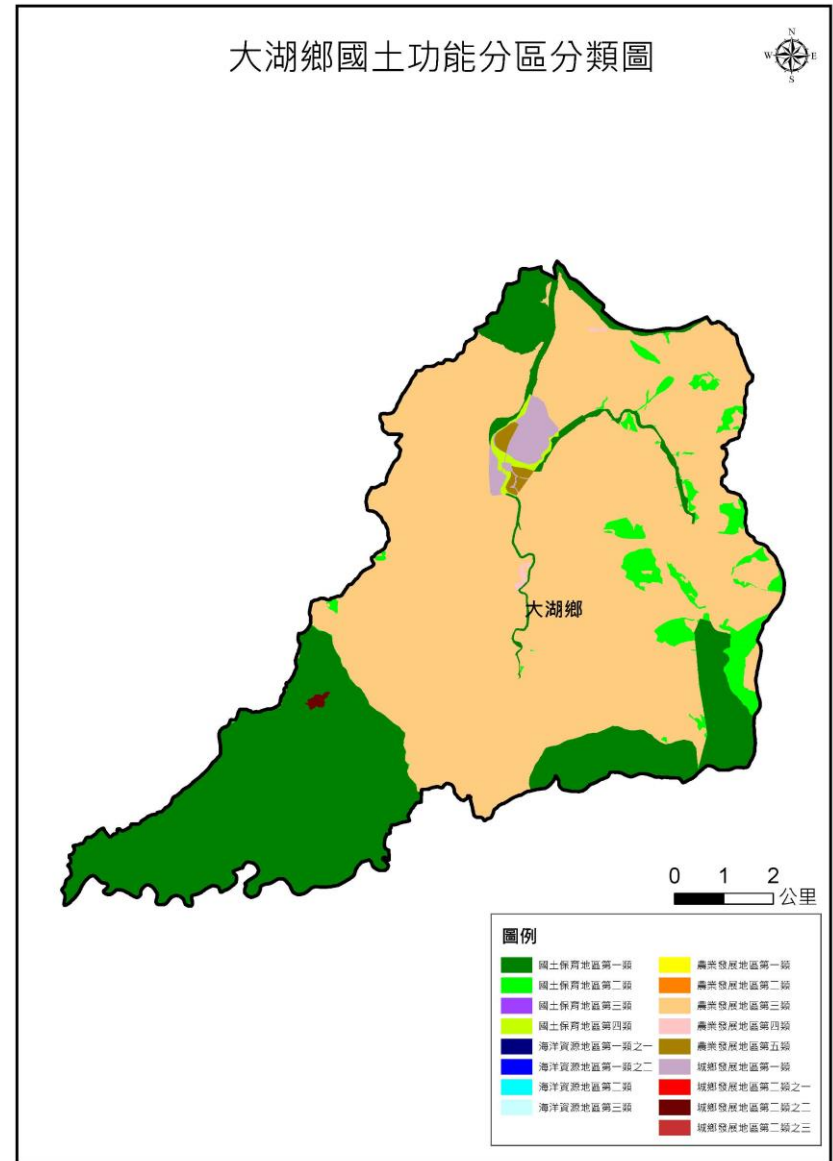 大湖鄉國土功能分區分類圖
N
W E
S
大湖鄉
0 1 2
公里
圖例
國土保育地區第一類
國土保育地區第二類
國土保育地區第三類
國土保育地區第四類
海洋資源地區第一類之一
海洋資源地區第一類之二
海洋資源地區第二類
海洋資源地區第三類
農業發展地區第一類
農業發展地區第二類
農業發展地區第三類
農業發展地區第四類
農業發展地區第五類
城鄉發展地區第一類
城鄉發展地區第二類之一
城鄉發展地區第二類之二
城鄉發展地區第二類之三